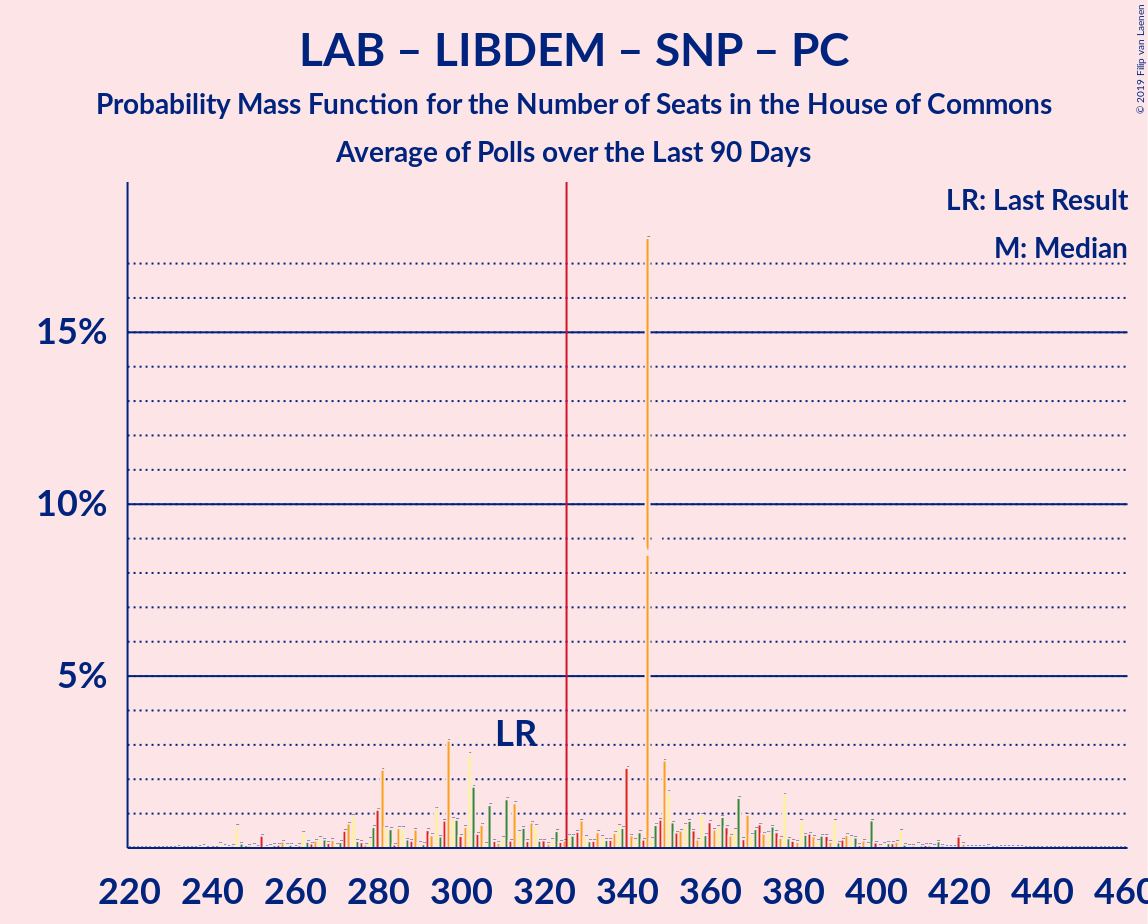 LAB – LIBDEM – SNP – PC
Probability Mass Function for the Number of Seats in the House of Commons
Average of Polls over the Last 90 Days
© 2019 Filip van Laenen
LR: Last Result
M: Median
15%
10%
5%
LR
220 240 260 280 300 320 340 360 380 400 420 440 460